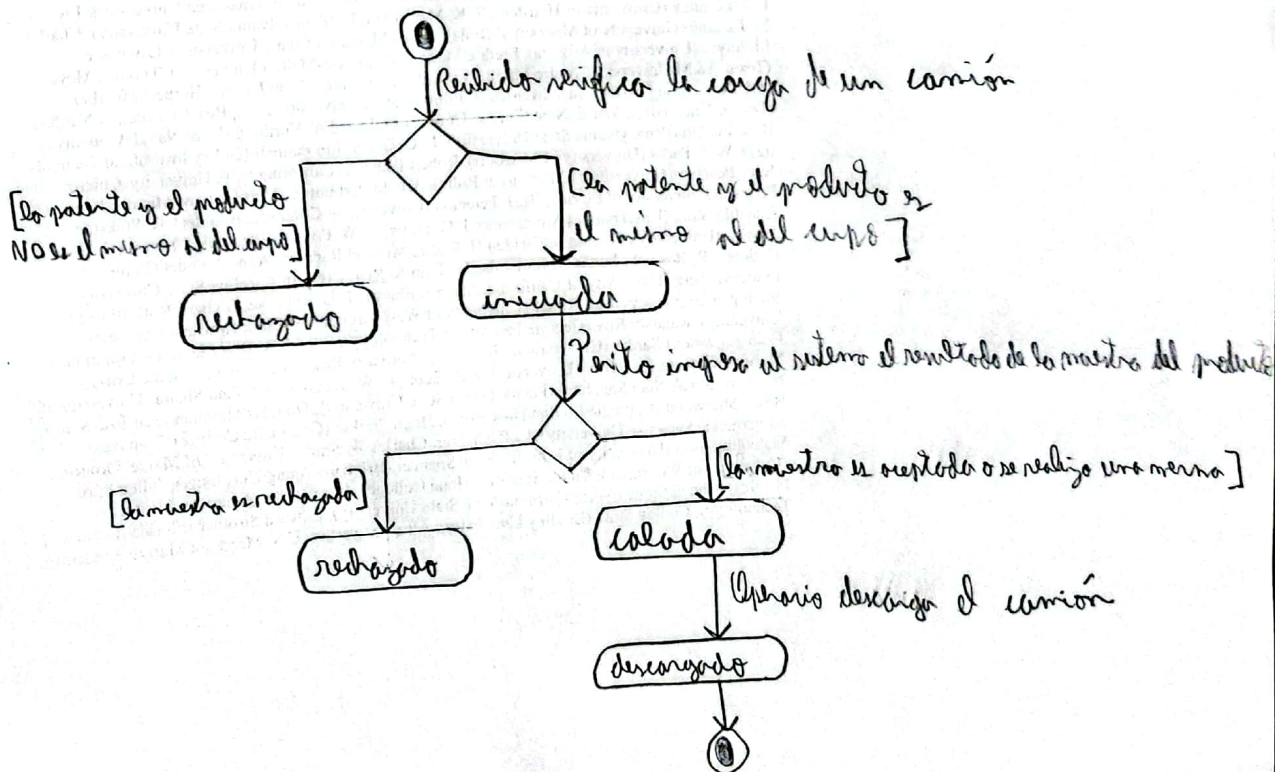 Recibidor verifica la carga de un camión
[la patente y el producto
NO es el mismo al del cupo]
[la patente y el producto es
el mismo al del cupo]
rechazado
iniciada
Perito ingresa al sistema el resultado de la muestra del producto
[la muestra es rechazada]
[la muestra es aceptada o se realizo una merma]
rechazado
calada
Operario descarga el camión
descargado